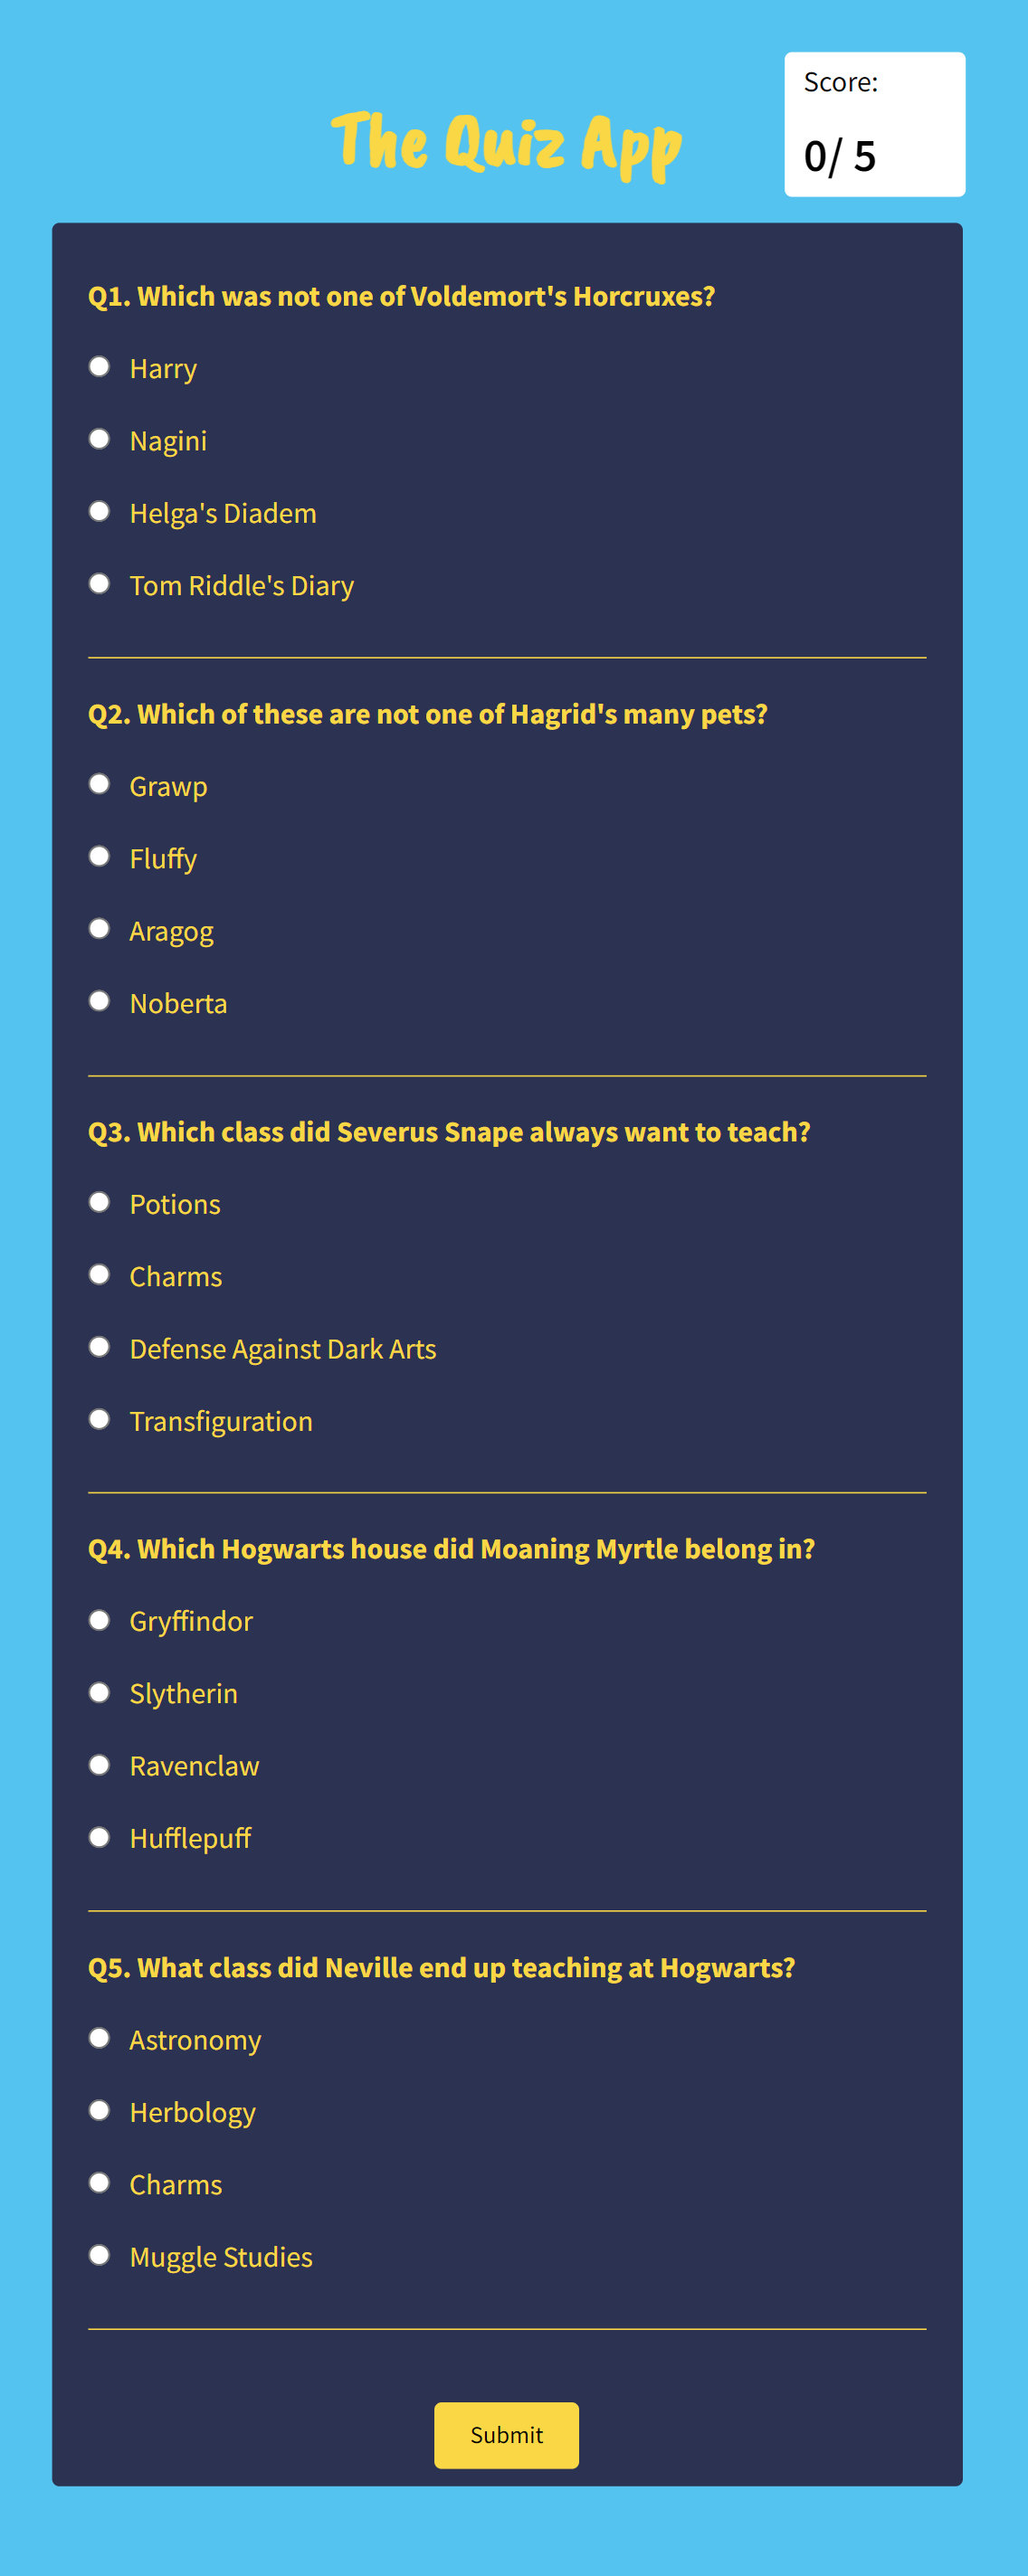 The Quiz App
Score:
0/ 5
Q1. Which was not one of Voldemort's Horcruxes?
Harry
Nagini
Helga's Diadem
Tom Riddle's Diary
Q2. Which of these are not one of Hagrid's many pets?
Grawp
Fluffy
Aragog
Noberta
Q3. Which class did Severus Snape always want to teach?
Potions
Charms
Defense Against Dark Arts
Transfiguration
Q4. Which Hogwarts house did Moaning Myrtle belong in?
Gryffindor
Slytherin
Ravenclaw
Hufflepuff
Q5. What class did Neville end up teaching at Hogwarts?
Astronomy
Herbology
Charms
Muggle Studies
Submit